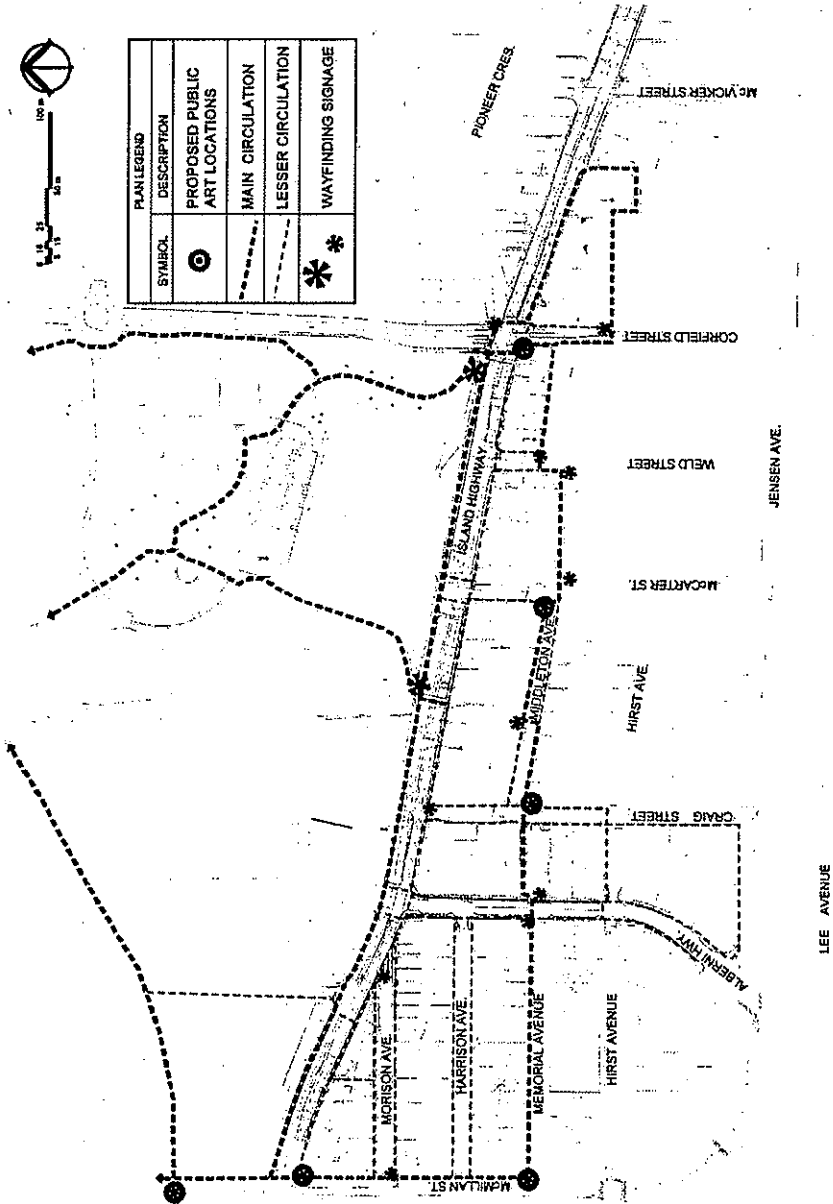 PLAN LEGEND
SYMBOL DESCRIPTION
PROPOSED PUBLIC
ART LOCATIONS
MAIN CIRCULATION
LESSER CIRCULATION
WAYFINDING SIGNAGE
100 m
50 m
PIONEER CRES.
McVICKER STREET
CORFIELD STREET
WELD STREET
McCARTER ST.
ISLAND HIGHWAY
MIDDLETON AVE.
JENSEN AVE.
HIRST AVE.
CRAIG STREET
ALBERNI HWY.
LEE AVENUE
MORISON AVE.
HARRISON AVE.
MEMORIAL AVENUE
HIRST AVENUE
McMILLAN ST.